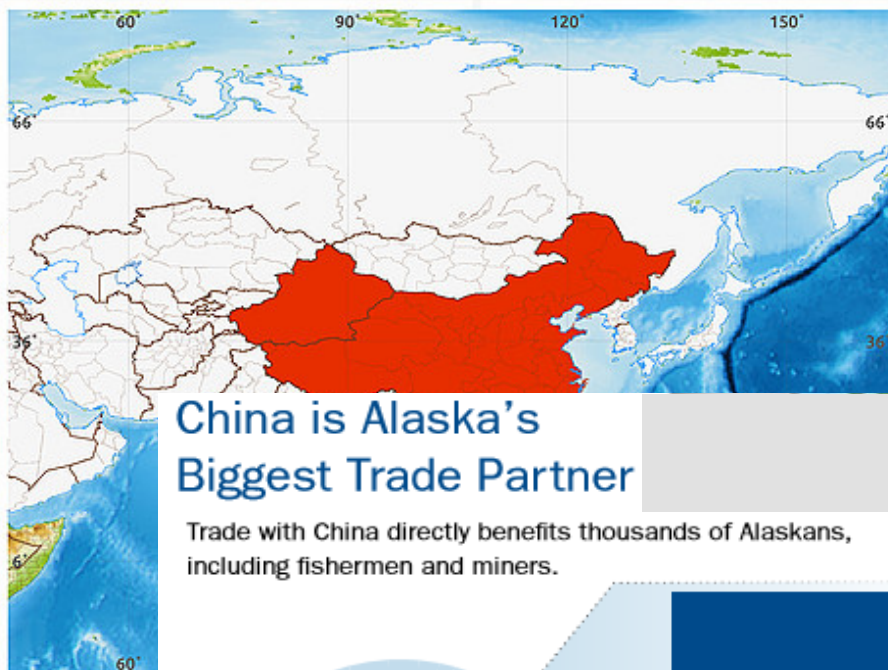 60° 90° 120° 150°
66° 66°
36° 36°
China is Alaska's
Biggest Trade Partner
Trade with China directly benefits thousands of Alaskans,
including fishermen and miners.
6°
60°